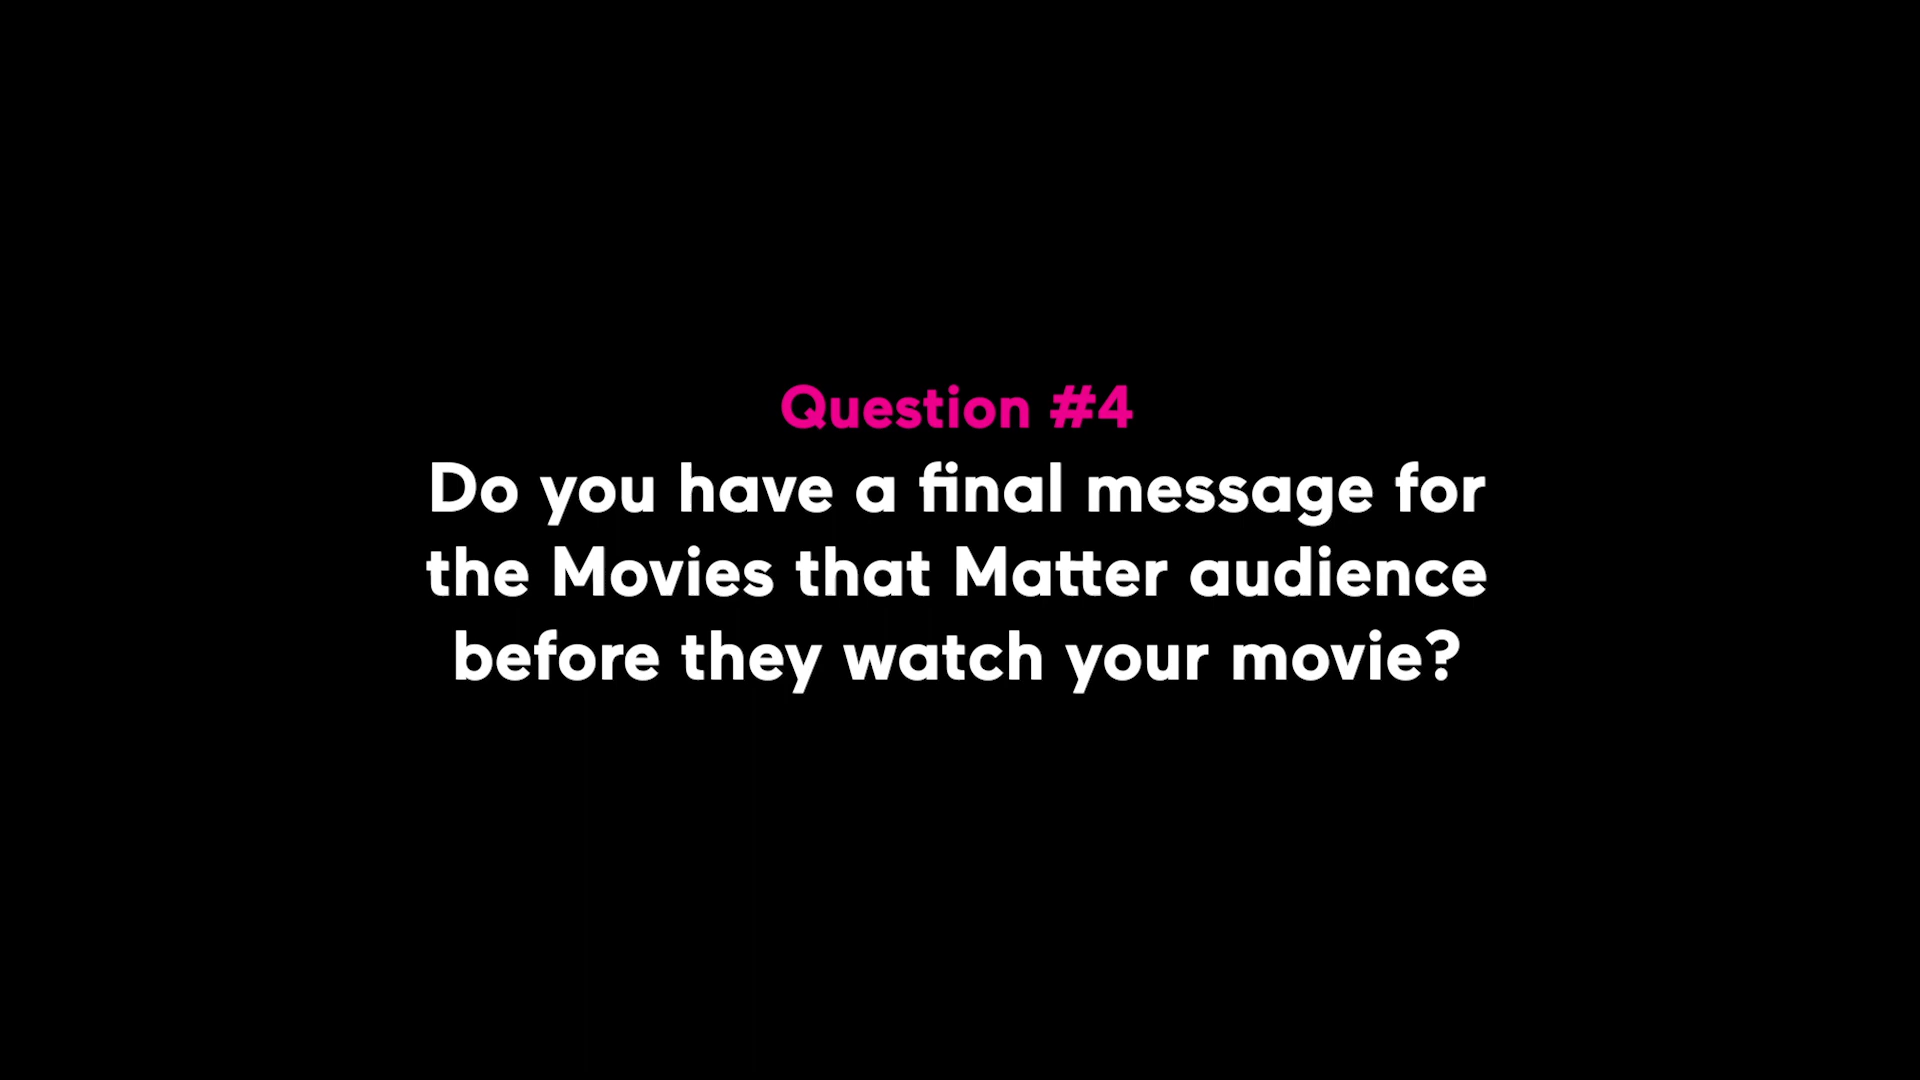 Question #4
Do you have a final message for
the Movies that Matter audience
before they watch your movie?